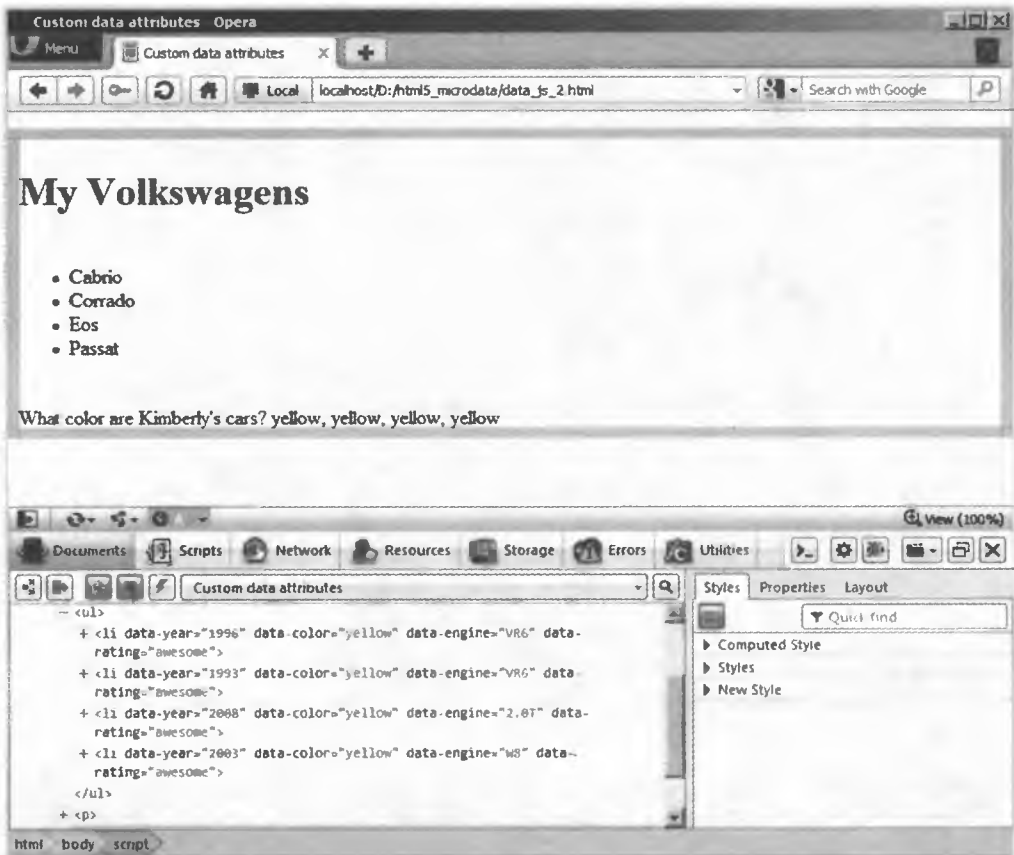 Custom data attributes Opera
Menu
Custom data attributes
Local
localhost/D:/html5_microdata/data_js_2 html
Search with Google
My Volkswagens
• Cabrio
• Corrado
• Eos
• Passat
What color are Kimberly's cars? yellow, yellow, yellow, yellow
View (100%)
Documents Scripts Network Resources Storage Errors Utilities
Custom data attributes
Styles Properties Layout
Quick find
Computed Style
Styles
New Style
— <ul>
+ <li data-year="1996" data-color="yellow" data-engine="VR6" data-
rating="awesome">
+ <li data-year="1993" data-color="yellow" data-engine="VR6" data-
rating="awesome">
+ <li data-year="2008" data-color="yellow" data-engine="2.0T" data-
rating="awesome">
+ <li data-year="2003" data-color="yellow" data-engine="W8" data-
rating="awesome">
</ul>
+ <p>
html body script